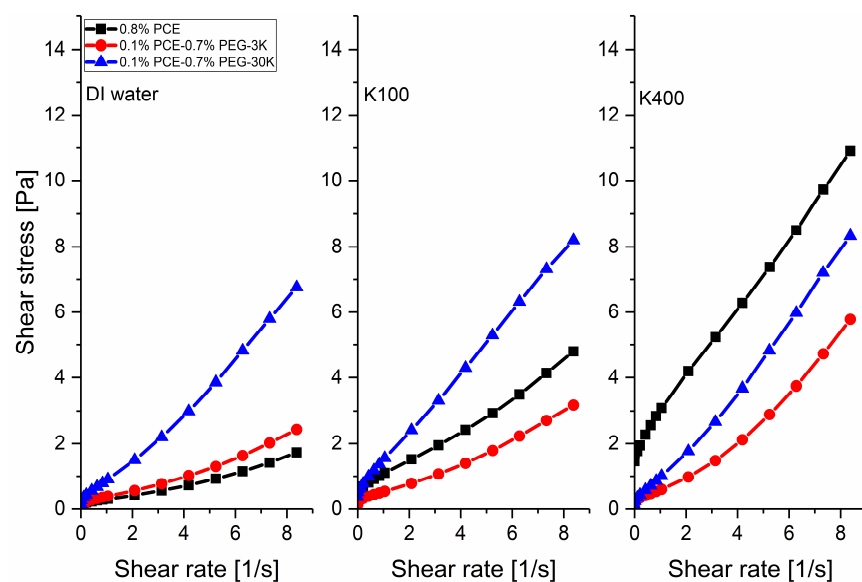 0.8% PCE
0.1% PCE-0.7% PEG-3K
0.1% PCE-0.7% PEG-30K
DI water
K100
K400
14
12
10
8
6
4
2
0
14
12
10
8
6
4
2
0
14
12
10
8
6
4
2
0
Shear stress [Pa]
0 2 4 6 8
0 2 4 6 8
0 2 4 6 8
Shear rate [1/s]
Shear rate [1/s]
Shear rate [1/s]